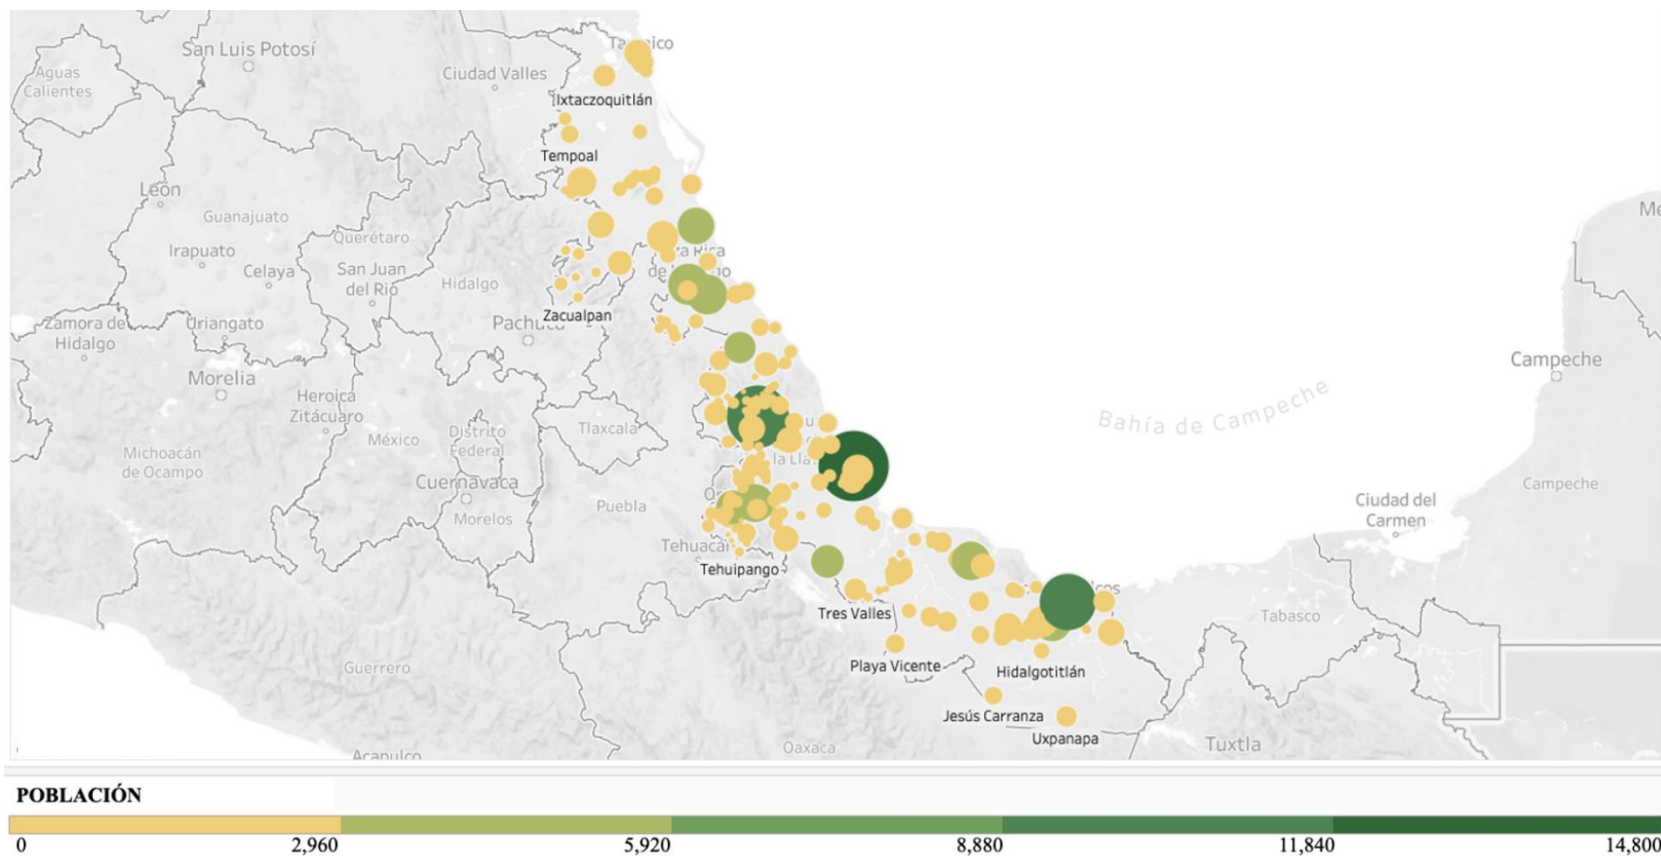 San Luis Potosí
Aguas
Calientes
Ciudad Valles
Ixtaczoquitlán
Tempoal
León
Guanajuato
Irapuato
Querétaro
Celaya
San Juan
del Río
Hidalgo
Zacualpan
Zamora de
Hidalgo
Uriangato
Campeche
Morelia
Heroica
Zitácuaro
México
Distrito
Federal
Tlaxcala
Bahía de Campeche
Michoacán
de Ocampo
Cuernavaca
Morelos
Puebla
Campeche
Ciudad del
Carmen
Tehuipango
Tres Valles
Tabasco
Guerrero
Playa Vicente
Hidalgotitlán
Jesús Carranza
Uxpanapa
Oaxaca
Tuxtla
Acapulco
POBLACIÓN
0 2,960 5,920 8,880 11,840 14,800